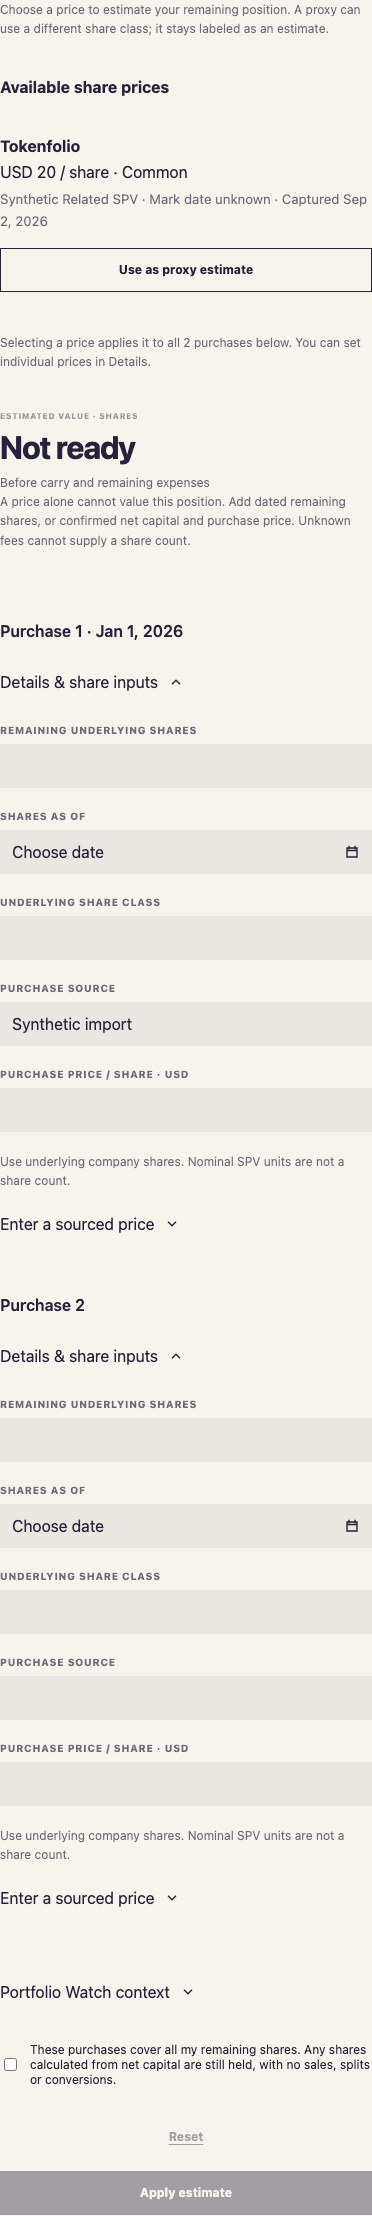 Choose a price to estimate your remaining position. A proxy can
use a different share class; it stays labeled as an estimate.
Available share prices
Tokenfolio
USD 20 / share · Common
Synthetic Related SPV · Mark date unknown · Captured Sep
2, 2026
Use as proxy estimate
Selecting a price applies it to all 2 purchases below. You can set
individual prices in Details.
ESTIMATED VALUE · SHARES
Not ready
Before carry and remaining expenses
A price alone cannot value this position. Add dated remaining
shares, or confirmed net capital and purchase price. Unknown
fees cannot supply a share count.
Purchase 1 · Jan 1, 2026
Details & share inputs
REMAINING UNDERLYING SHARES
SHARES AS OF
Choose date
UNDERLYING SHARE CLASS
PURCHASE SOURCE
Synthetic import
PURCHASE PRICE / SHARE · USD
Use underlying company shares. Nominal SPV units are not a
share count.
Enter a sourced price
Purchase 2
Details & share inputs
REMAINING UNDERLYING SHARES
SHARES AS OF
Choose date
UNDERLYING SHARE CLASS
PURCHASE SOURCE
PURCHASE PRICE / SHARE · USD
Use underlying company shares. Nominal SPV units are not a
share count.
Enter a sourced price
Portfolio Watch context
These purchases cover all my remaining shares. Any shares
calculated from net capital are still held, with no sales, splits
or conversions.
Reset
Apply estimate